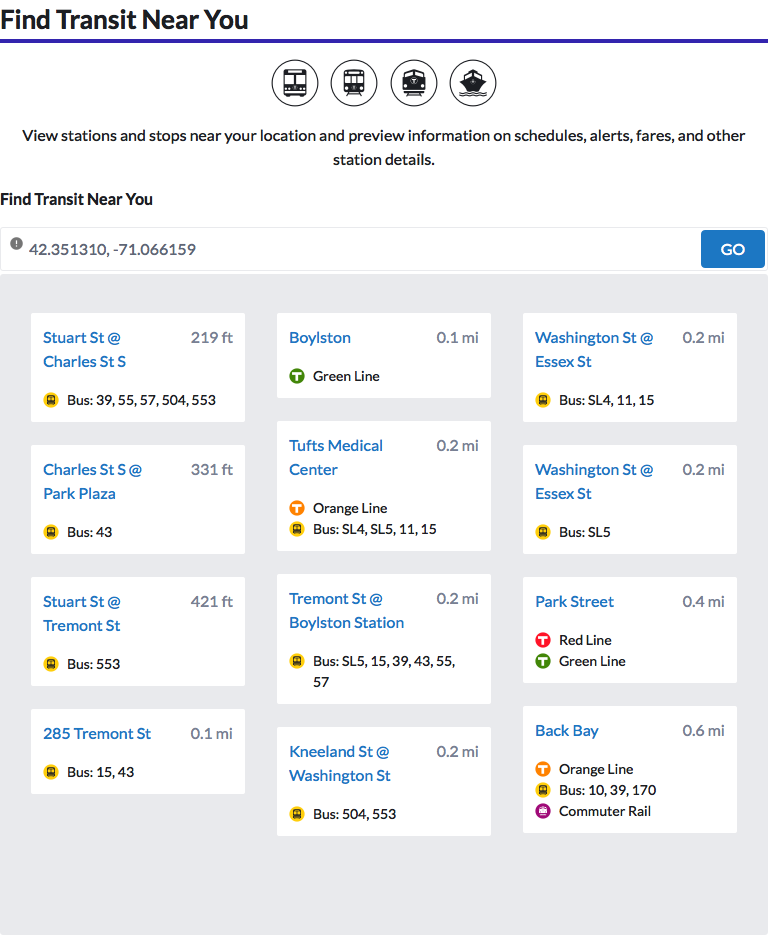 Find Transit Near You
View stations and stops near your location and preview information on schedules, alerts, fares, and other
station details.
Find Transit Near You
42.351310, -71.066159
GO
Stuart St @ 219 ft
Charles St S
Bus: 39, 55, 57, 504, 553
Charles St S @ 331 ft
Park Plaza
Bus: 43
Stuart St @ 421 ft
Tremont St
Bus: 553
285 Tremont St 0.1 mi
Bus: 15, 43
Boylston 0.1 mi
T Green Line
Tufts Medical 0.2 mi
Center
T Orange Line
Bus: SL4, SL5, 11, 15
Tremont St @ 0.2 mi
Boylston Station
Bus: SL5, 15, 39, 43, 55,
57
Kneeland St @ 0.2 mi
Washington St
Bus: 504, 553
Washington St @ 0.2 mi
Essex St
Bus: SL4, 11, 15
Washington St @ 0.2 mi
Essex St
Bus: SL5
Park Street 0.4 mi
T Red Line
T Green Line
Back Bay 0.6 mi
T Orange Line
Bus: 10, 39, 170
Commuter Rail